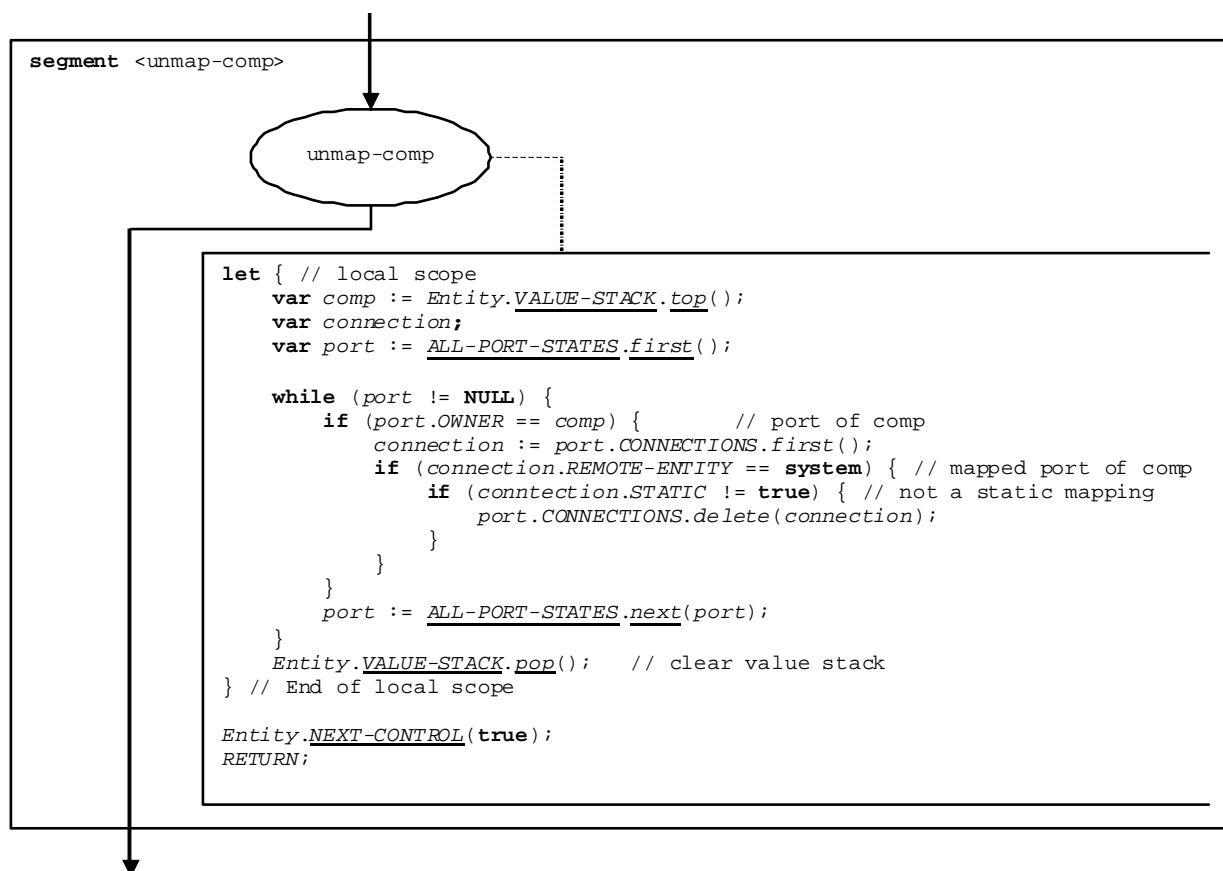 segment <unmap-comp>
unmap-comp
let { // local scope
var comp := Entity.VALUE-STACK.top();
var connection;
var port := ALL-PORT-STATES.first();
while (port != NULL) {
if (port.OWNER == comp) { // port of comp
connection := port.CONNECTIONS.first();
if (connection.REMOTE-ENTITY == system) { // mapped port of comp
if (conntection.STATIC != true) { // not a static mapping
port.CONNECTIONS.delete(connection);
}
}
}
port := ALL-PORT-STATES.next(port);
}
Entity.VALUE-STACK.pop(); // clear value stack
} // End of local scope
Entity.NEXT-CONTROL(true);
RETURN;